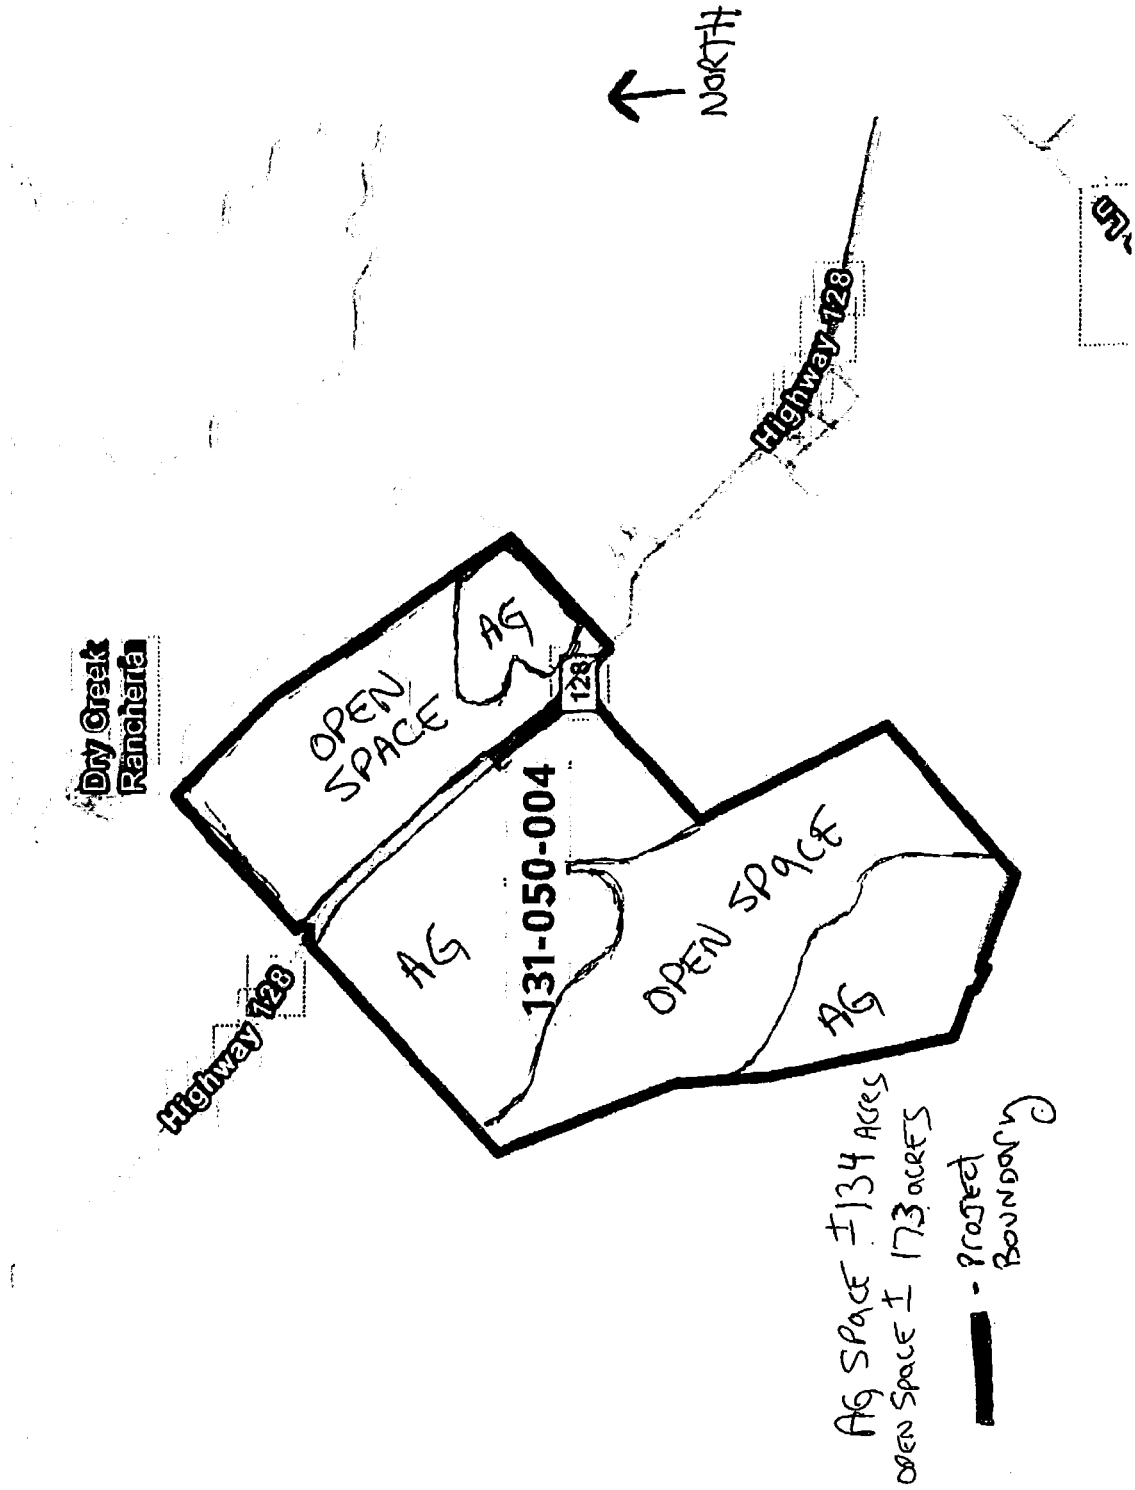 NORTH
Dry Creek
Rancheria
Highway 128
Highway 128
128
AG
OPEN
SPACE
131-050-004
AG
OPEN SPACE
AG
AG SPACE ±134 Acres
OPEN SPACE ± 173 acres
- PROJECT
BOUNDARY